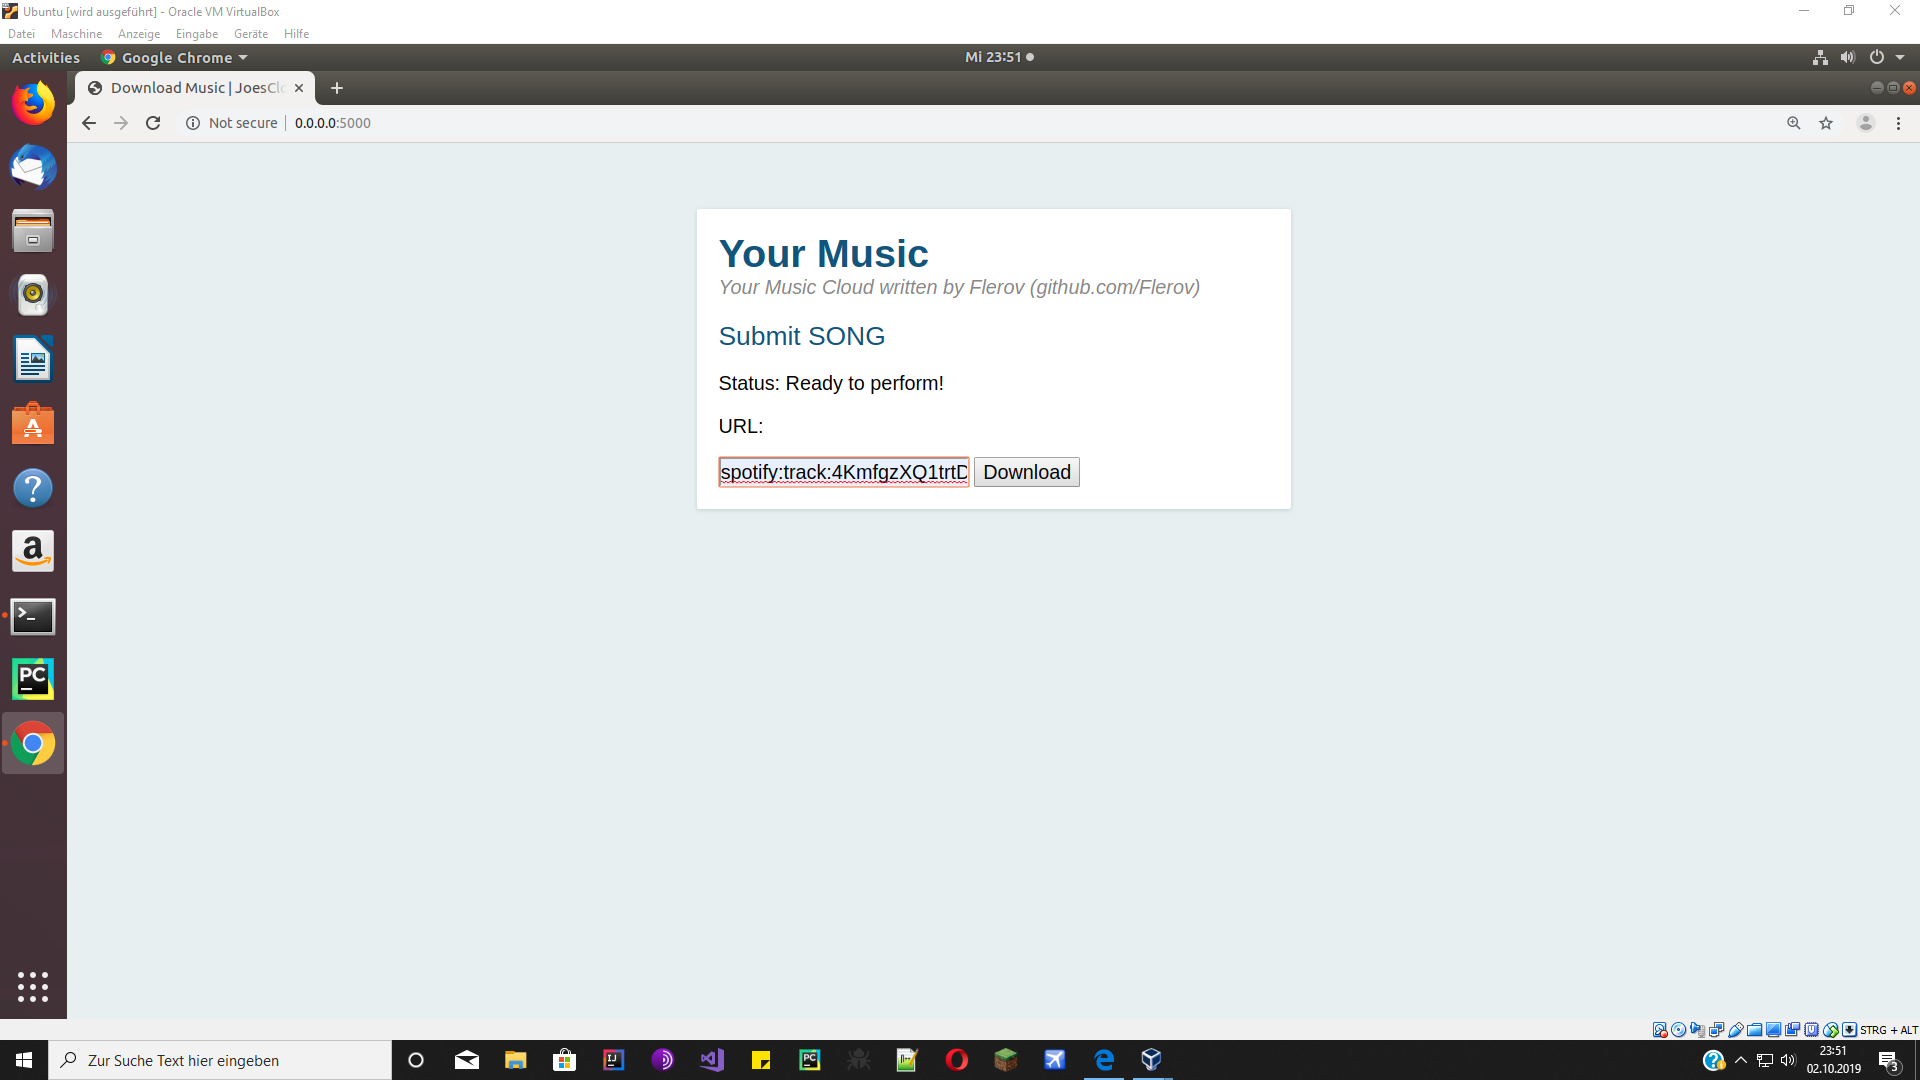 Ubuntu [wird ausgeführt] - Oracle VM VirtualBox
Datei Maschine Anzeige Eingabe Geräte Hilfe
Activities Google Chrome Mi 23:51
Download Music | JoesClo
Not secure 0.0.0.0:5000
Your Music
Your Music Cloud written by Flerov (github.com/Flerov)
Submit SONG
Status: Ready to perform!
URL:
spotify:track:4KmfgzXQ1trtD Download
STRG + ALT
Zur Suche Text hier eingeben
23:51
02.10.2019
3